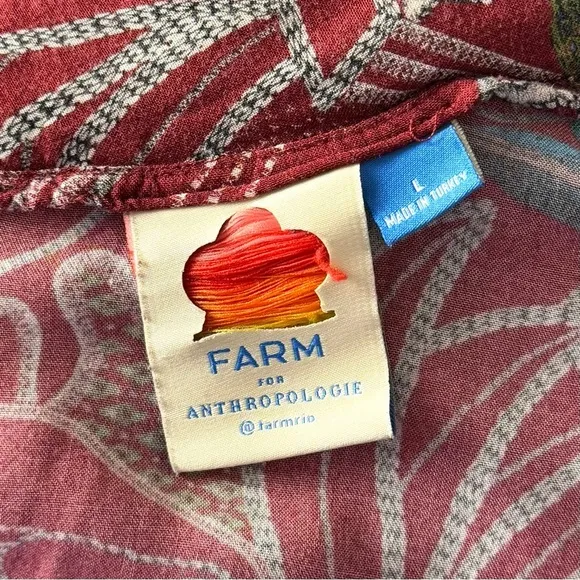 L
MADE IN TURKEY
FARM
FOR
ANTHROPOLOGIE
@farmrio